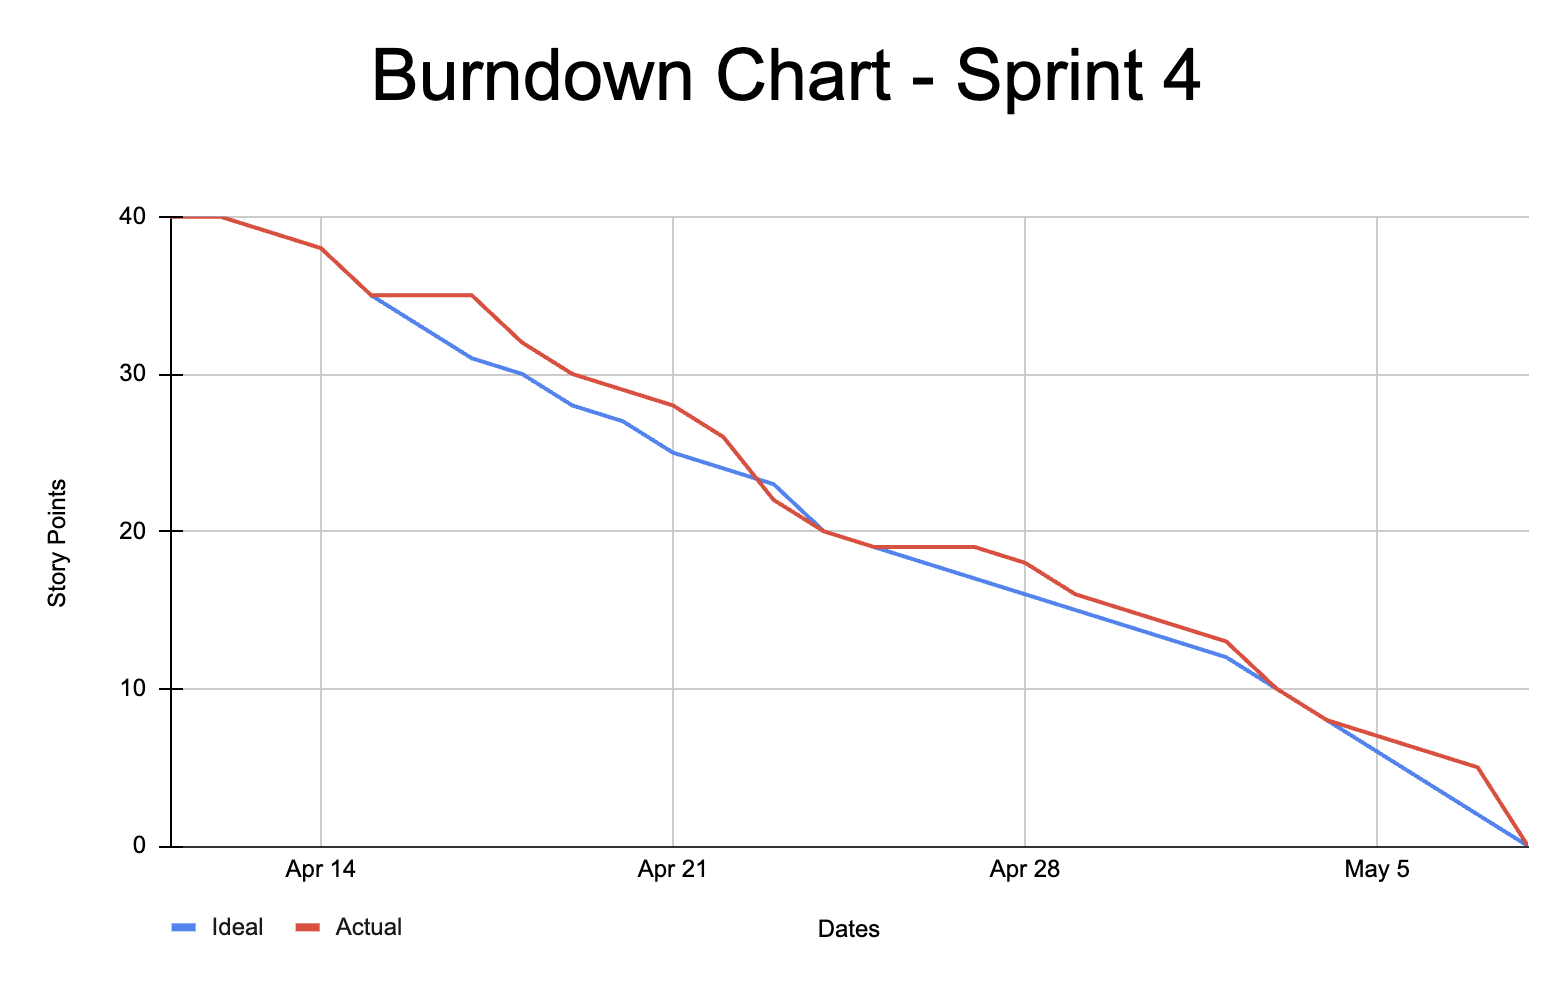 Burndown Chart - Sprint 4
40
30
20
10
0
Story Points
Apr 14
Apr 21
Apr 28
May 5
Dates
Ideal
Actual